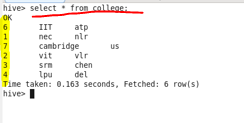 hive> select * from college;
OK
6 IIT atp
1 nec nlr
7 cambridge us
2 vit vlr
3 srm chen
4 lpu del
Time taken: 0.163 seconds, Fetched: 6 row(s)
hive>